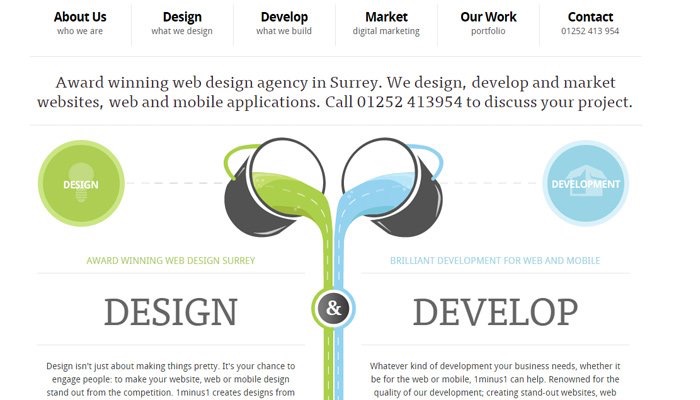 About Us Design Develop Market Our Work Contact
who we are what we design what we build digital marketing portfolio 01252 413 954
Award winning web design agency in Surrey. We design, develop and market
websites, web and mobile applications. Call 01252 413954 to discuss your project.
DESIGN DEVELOPMENT
AWARD WINNING WEB DESIGN SURREY BRILLIANT DEVELOPMENT FOR WEB AND MOBILE
DESIGN & DEVELOP
Design isn't just about making things pretty. It's your chance to
engage people: to make your website, web or mobile design
stand out from the competition. 1minus1 creates designs from
Whatever kind of development your business needs, whether it
be for the web or mobile, 1minus1 can help. Renowned for the
quality of our development; creating stand-out websites, web